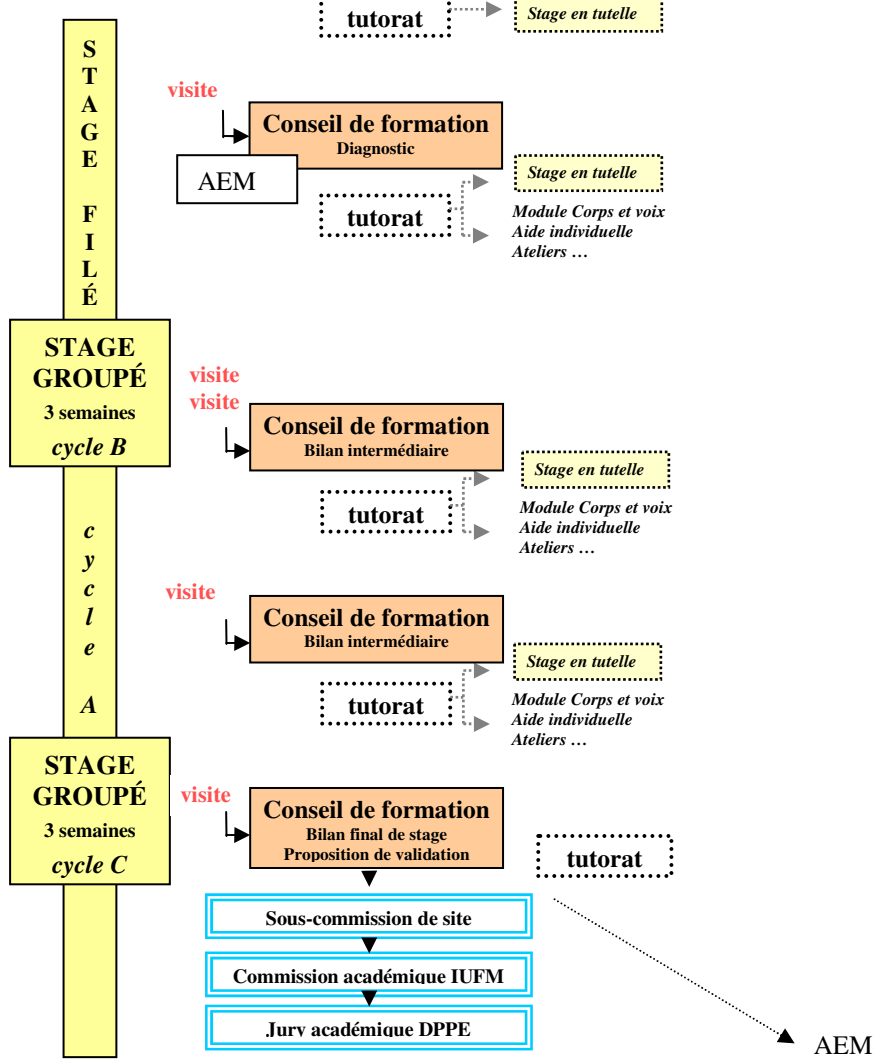 tutorat
Stage en tutelle
STAGE FILÉ
visite
Conseil de formation
Diagnostic
AEM
tutorat
Stage en tutelle
Module Corps et voix
Aide individuelle
Ateliers …
STAGE
GROUPÉ
3 semaines
cycle B
visite
visite
Conseil de formation
Bilan intermédiaire
tutorat
Stage en tutelle
Module Corps et voix
Aide individuelle
Ateliers …
cycle A
visite
Conseil de formation
Bilan intermédiaire
tutorat
Stage en tutelle
Module Corps et voix
Aide individuelle
Ateliers …
STAGE
GROUPÉ
3 semaines
cycle C
visite
Conseil de formation
Bilan final de stage
Proposition de validation
tutorat
Sous-commission de site
Commission académique IUFM
Jury académique DPPE
AEM